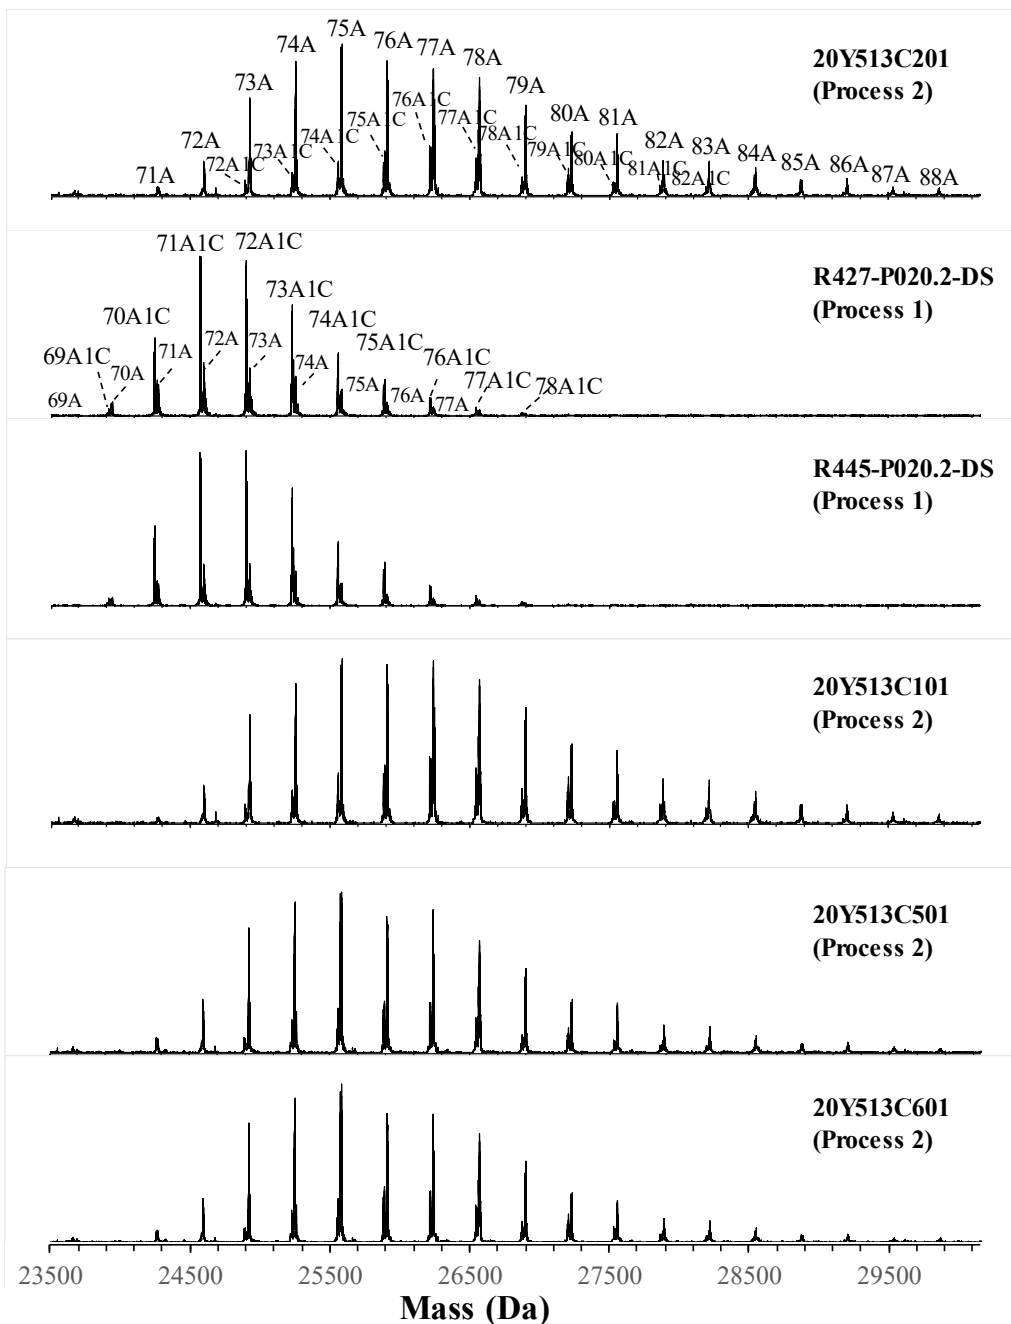 75A
74A 76A 77A 78A
73A 79A
72A 76A1C 77A1C 80A 81A
75A1C 78A1C
74A1C 79A1C
73A1C 80A1C 82A 83A
71A 72A1C 81A1C 82A1C 84A 85A 86A 87A 88A
20Y513C201
(Process 2)
71A1C 72A1C
73A1C
70A1C 74A1C
69A1C 71A 72A 73A 75A1C
70A 74A 76A1C
69A 75A 76A 77A 77A1C 78A1C
R427-P020.2-DS
(Process 1)
R445-P020.2-DS
(Process 1)
20Y513C101
(Process 2)
20Y513C501
(Process 2)
20Y513C601
(Process 2)
23500 24500 25500 26500 27500 28500 29500
Mass (Da)